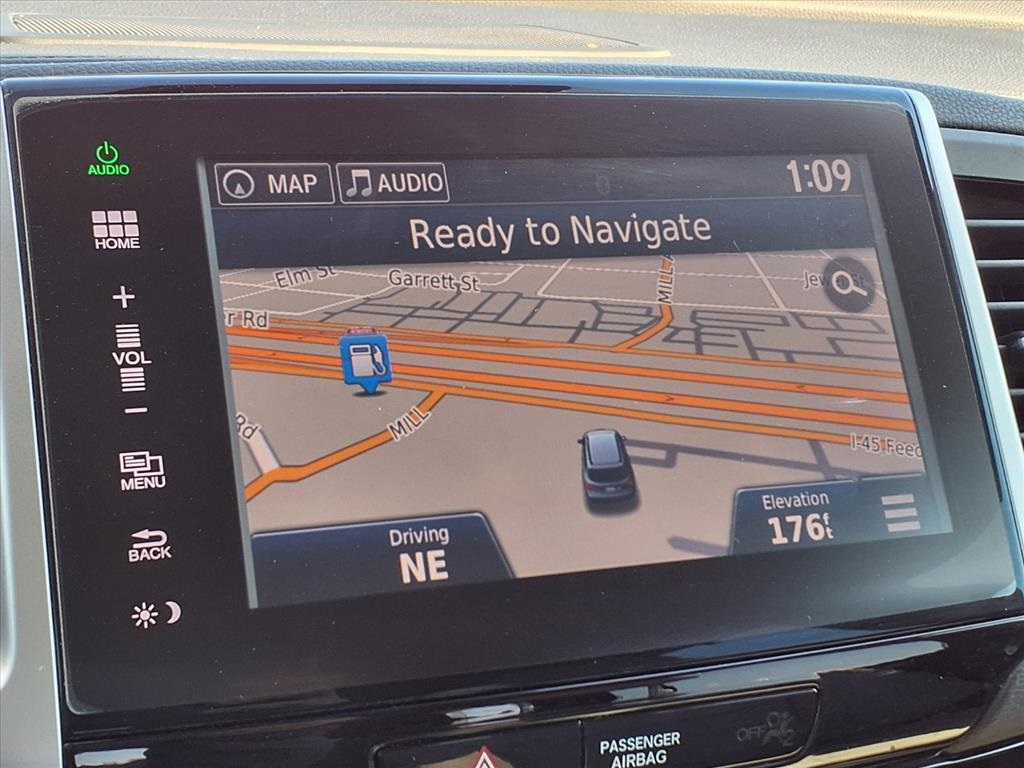 AUDIO
HOME
+
VOL
−
MENU
BACK
MAP
AUDIO
1:09
Ready to Navigate
Elm St
Garrett St
MILL
r Rd
MILL
Rd
I-45 Feed
Driving
NE
Elevation
176ft
PASSENGER
AIRBAG
OFF